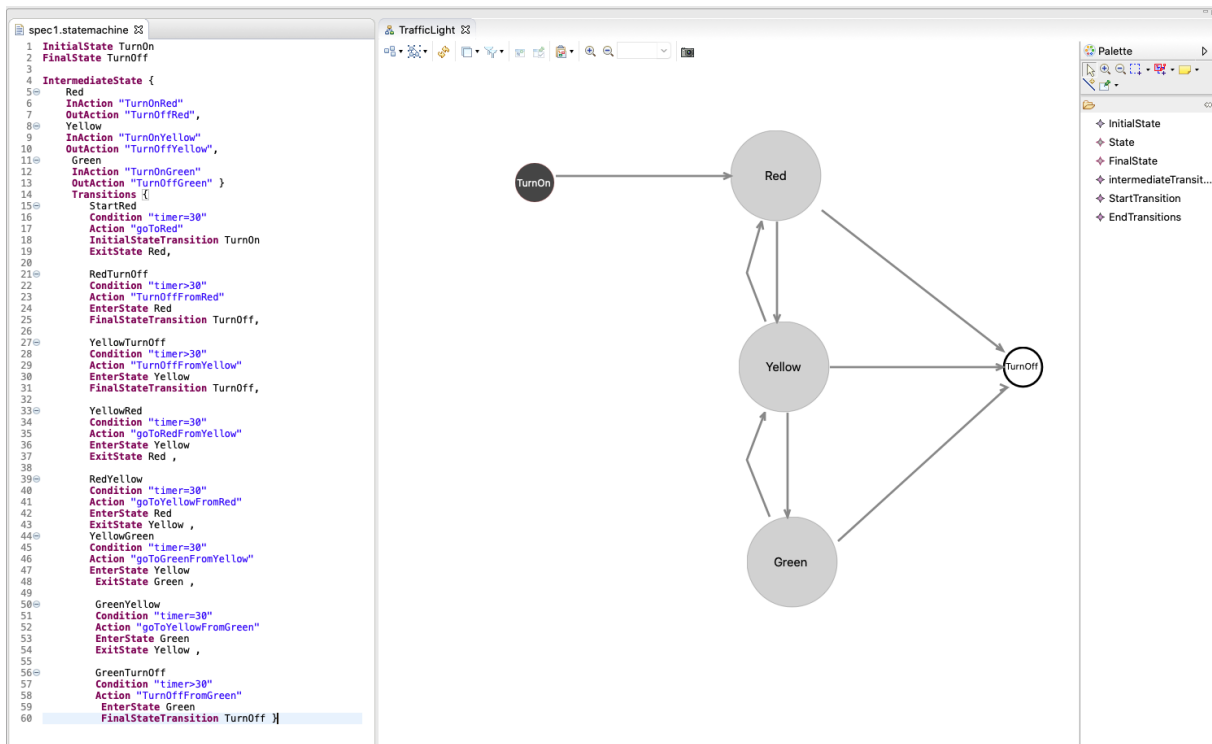 spec1.statemachine
1 InitialState TurnOn
2 FinalState TurnOff
3
4 IntermediateState {
5 Red
6 InAction "TurnOnRed"
7 OutAction "TurnOffRed",
8 Yellow
9 InAction "TurnOnYellow"
10 OutAction "TurnOffYellow",
11 Green
12 InAction "TurnOnGreen"
13 OutAction "TurnOffGreen" }
14 Transitions {
15 StartRed
16 Condition "timer=30"
17 Action "goToRed"
18 InitialStateTransition TurnOn
19 ExitState Red,
20
21 RedTurnOff
22 Condition "timer>30"
23 Action "TurnOffFromRed"
24 EnterState Red
25 FinalStateTransition TurnOff,
26
27 YellowTurnOff
28 Condition "timer>30"
29 Action "TurnOffFromYellow"
30 EnterState Yellow
31 FinalStateTransition TurnOff,
32
33 YellowRed
34 Condition "timer=30"
35 Action "goToRedFromYellow"
36 EnterState Yellow
37 ExitState Red ,
38
39 RedYellow
40 Condition "timer=30"
41 Action "goToYellowFromRed"
42 EnterState Red
43 ExitState Yellow ,
44 YellowGreen
45 Condition "timer=30"
46 Action "goToGreenFromYellow"
47 EnterState Yellow
48 ExitState Green ,
49
50 GreenYellow
51 Condition "timer=30"
52 Action "goToYellowFromGreen"
53 EnterState Green
54 ExitState Yellow ,
55
56 GreenTurnOff
57 Condition "timer>30"
58 Action "TurnOffFromGreen"
59 EnterState Green
60 FinalStateTransition TurnOff }
TrafficLight
TurnOn
Red
Yellow
TurnOff
Green
Palette
InitialState
State
FinalState
intermediateTransit...
StartTransition
EndTransitions